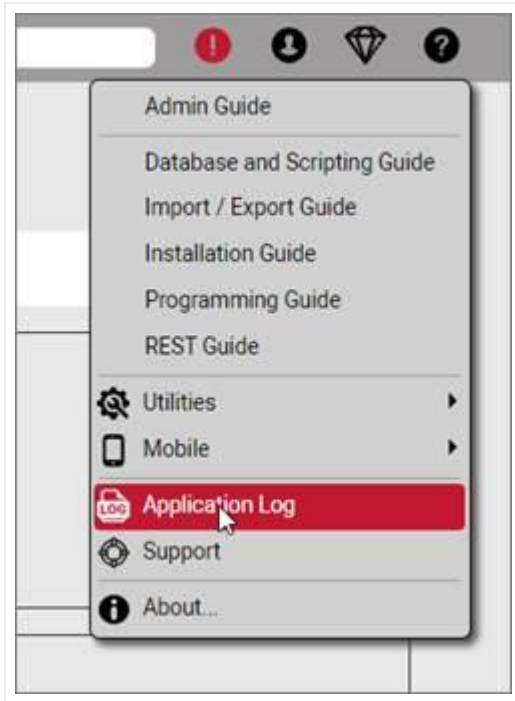 Admin Guide
Database and Scripting Guide
Import / Export Guide
Installation Guide
Programming Guide
REST Guide
Utilities
Mobile
LOG Application Log
Support
About...